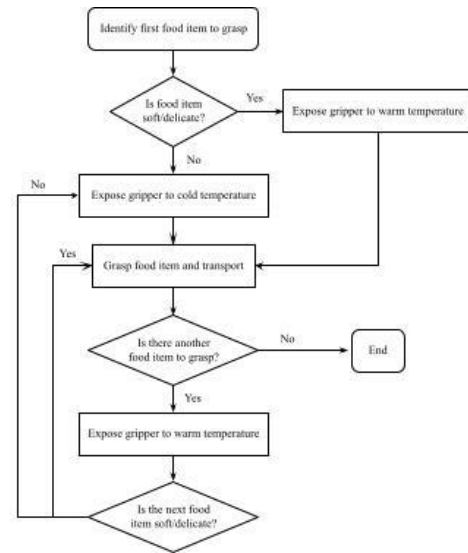 Identify first food item to grasp
Is food item
soft/delicate?
Yes
Expose gripper to warm temperature
No
No
Expose gripper to cold temperature
Yes
Grasp food item and transport
Is there another
food item to grasp?
No
End
Yes
Expose gripper to warm temperature
Is the next food
item soft/delicate?